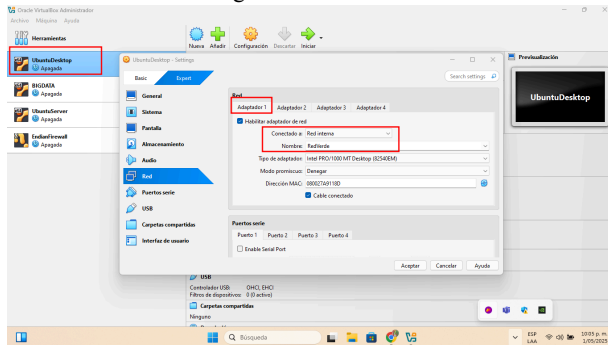 Oracle VirtualBox Administrador
Archivo Máquina Ayuda
Herramientas
Nueva Añadir Configuración Descartar Iniciar
UbuntuDesktop
Apagada
BIGDATA
Apagada
UbuntuServer
Apagada
EndianFirewall
Apagada
UbuntuDesktop - Settings
Basic Expert
Search settings
General
Sistema
Pantalla
Almacenamiento
Audio
Red
Puertos serie
USB
Carpetas compartidas
Interfaz de usuario
Red
Adaptador 1 Adaptador 2 Adaptador 3 Adaptador 4
Habilitar adaptador de red
Conectado a: Red interna
Nombre: RedVerde
Tipo de adaptador: Intel PRO/1000 MT Desktop (82540EM)
Modo promiscuo: Denegar
Dirección MAC: 080027A9118D
Cable conectado
Puertos serie
Puerto 1 Puerto 2 Puerto 3 Puerto 4
Enable Serial Port
Aceptar Cancelar Ayuda
Previsualización
UbuntuDesktop
USB
Controlador USB: OHCI, EHCI
Filtros de dispositivos: 0 (0 activo)
Carpetas compartidas
Ninguno
Búsqueda
ESP
LAA
10:05 p. m.
1/05/2025